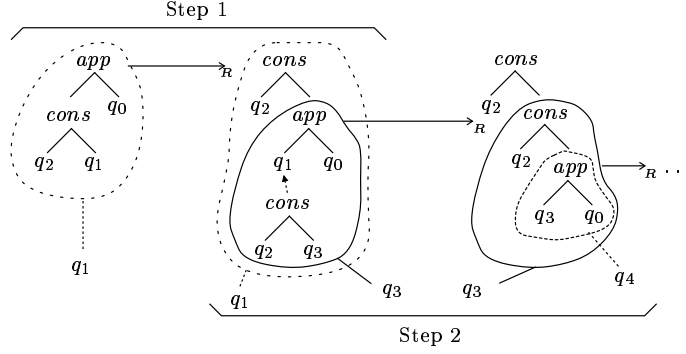 Step 1
app cons cons
cons q0 q2 app q2 cons
q2 q1 q1 q0 q2 app
R R R . .
cons q3 q0
q2 q3
q1 q4
q1 q3 q3
Step 2